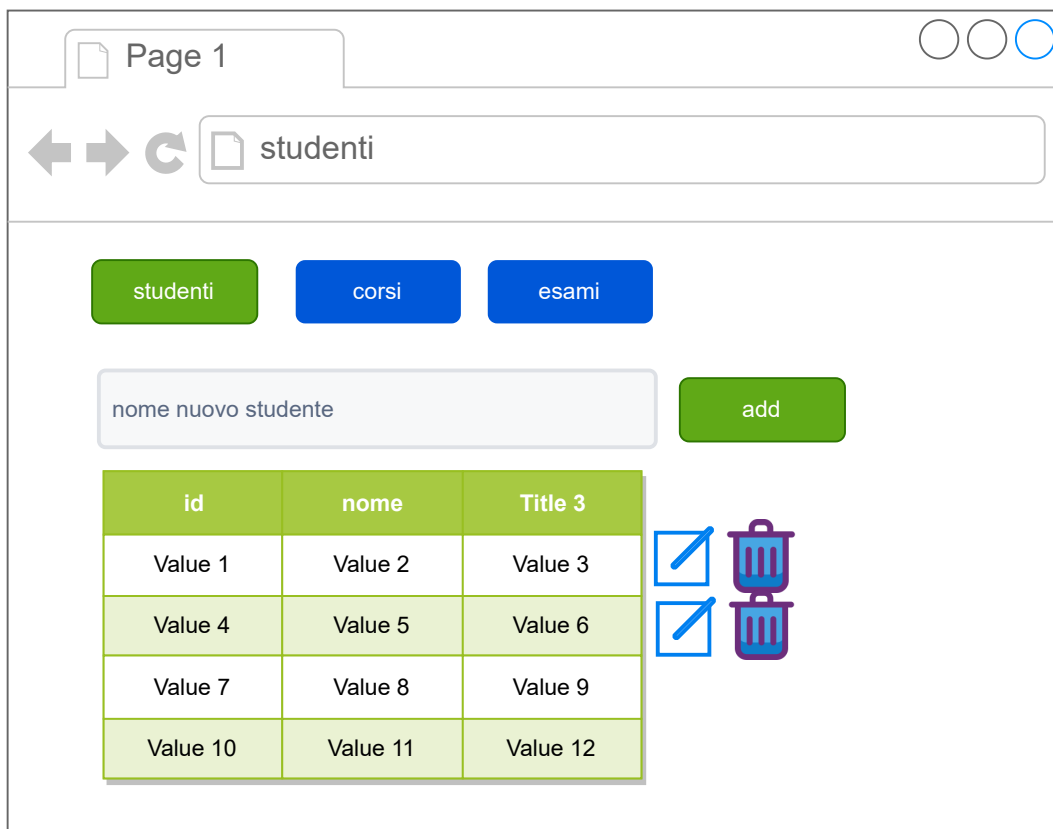 Page 1
studenti
studenti corsi esami
nome nuovo studente add
id nome Title 3
Value 1 Value 2 Value 3
Value 4 Value 5 Value 6
Value 7 Value 8 Value 9
Value 10 Value 11 Value 12